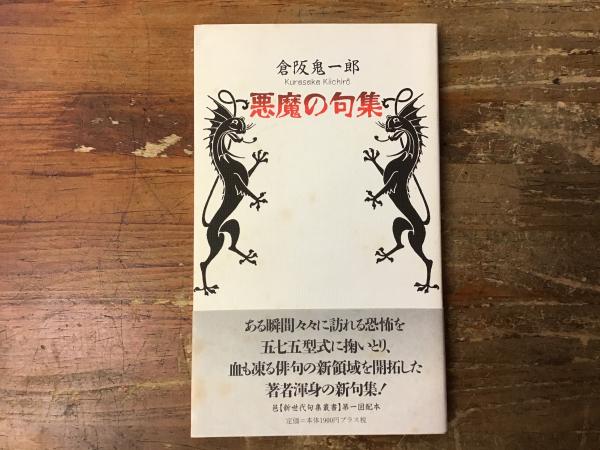 倉阪鬼一郎
Kurasaka Kiichirô
悪魔の句集
ある瞬間々々に訪れる恐怖を
五七五型式に掬いとり、
血も凍る俳句の新領域を開拓した
著者渾身の新句集！
邑【新世代句集叢書】第一回配本
定価＝本体1900円プラス税